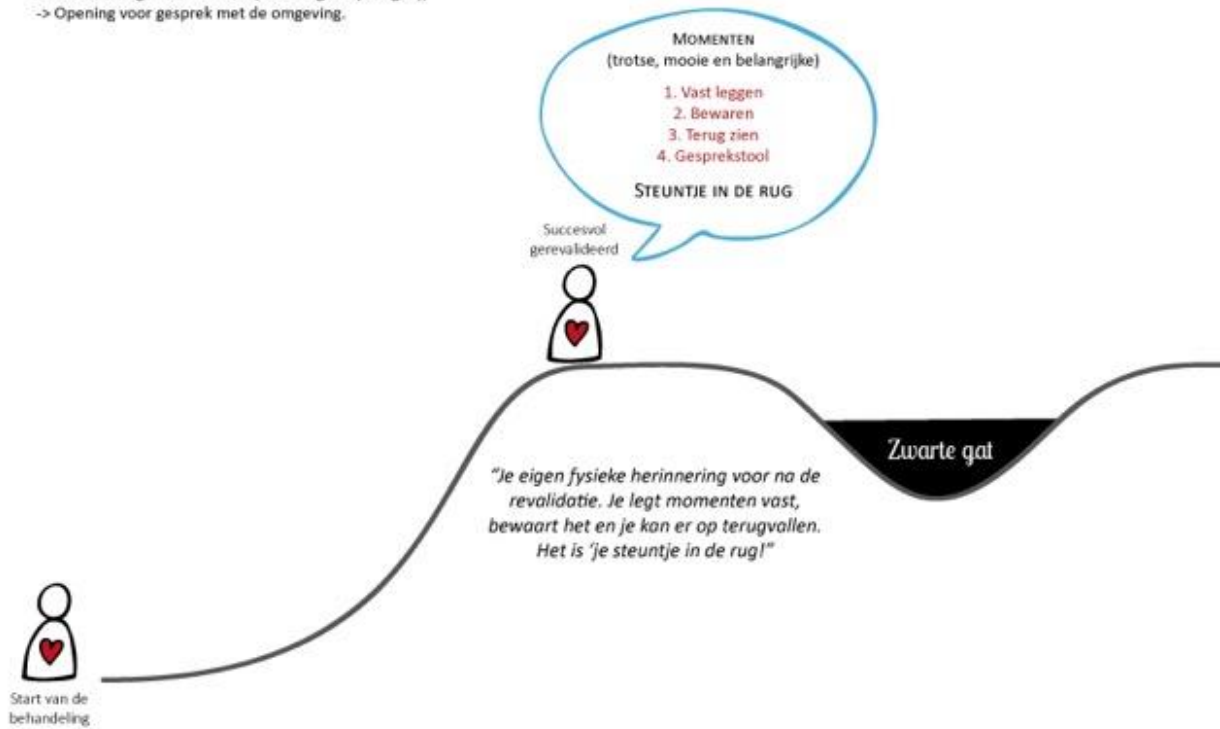 -> Opening voor gesprek met de omgeving.
MOMENTEN
(trotse, mooie en belangrijke)
1. Vast leggen
2. Bewaren
3. Terug zien
4. Gesprekstool
STEUNTJE IN DE RUG
Succesvol
gerevalideerd
Zwarte gat
"Je eigen fysieke herinnering voor na de
revalidatie. Je legt momenten vast,
bewaart het en je kan er op terugvallen.
Het is 'je steuntje in de rug!"
Start van de
behandeling